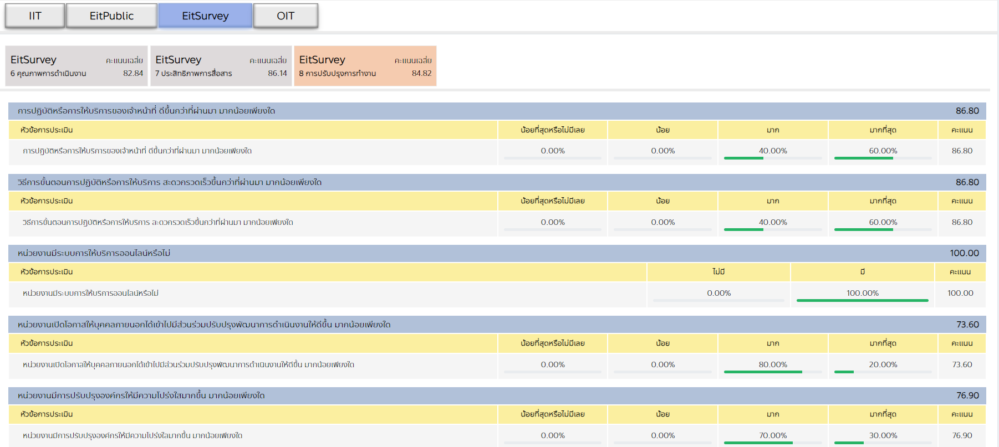 IIT EitPublic EitSurvey OIT
EitSurvey คะแนนเฉลี่ย EitSurvey คะแนนเฉลี่ย EitSurvey คะแนนเฉลี่ย
6 คุณภาพการดำเนินงาน 82.84 7 ประสิทธิภาพการสื่อสาร 86.14 8 การปรับปรุงการทำงาน 84.82
การปฏิบัติหรือการให้บริการของเจ้าหน้าที่ ดีขึ้นกว่าที่ผ่านมา มากน้อยเพียงใด 86.80
หัวข้อการประเมิน น้อยที่สุดหรือไม่มีเลย น้อย มาก มากที่สุด คะแนน
การปฏิบัติหรือการให้บริการของเจ้าหน้าที่ ดีขึ้นกว่าที่ผ่านมา มากน้อยเพียงใด 0.00% 0.00% 40.00% 60.00% 86.80
วิธีการขั้นตอนการปฏิบัติหรือการให้บริการ สะดวกรวดเร็วขึ้นกว่าที่ผ่านมา มากน้อยเพียงใด 86.80
หัวข้อการประเมิน น้อยที่สุดหรือไม่มีเลย น้อย มาก มากที่สุด คะแนน
วิธีการขั้นตอนการปฏิบัติหรือการให้บริการ สะดวกรวดเร็วขึ้นกว่าที่ผ่านมา มากน้อยเพียงใด 0.00% 0.00% 40.00% 60.00% 86.80
หน่วยงานมีระบบการให้บริการออนไลน์หรือไม่ 100.00
หัวข้อการประเมิน ไม่มี มี คะแนน
หน่วยงานมีระบบการให้บริการออนไลน์หรือไม่ 0.00% 100.00% 100.00
หน่วยงานเปิดโอกาสให้บุคคลภายนอกได้เข้าไปมีส่วนร่วมปรับปรุงพัฒนาการดำเนินงานให้ดีขึ้น มากน้อยเพียงใด 73.60
หัวข้อการประเมิน น้อยที่สุดหรือไม่มีเลย น้อย มาก มากที่สุด คะแนน
หน่วยงานเปิดโอกาสให้บุคคลภายนอกได้เข้าไปมีส่วนร่วมปรับปรุงพัฒนาการดำเนินงานให้ดีขึ้น มากน้อยเพียงใด 0.00% 0.00% 80.00% 20.00% 73.60
หน่วยงานมีการปรับปรุงองค์กรให้มีความโปร่งใสมากขึ้น มากน้อยเพียงใด 76.90
หัวข้อการประเมิน น้อยที่สุดหรือไม่มีเลย น้อย มาก มากที่สุด คะแนน
หน่วยงานมีการปรับปรุงองค์กรให้มีความโปร่งใสมากขึ้น มากน้อยเพียงใด 0.00% 0.00% 70.00% 30.00% 76.90